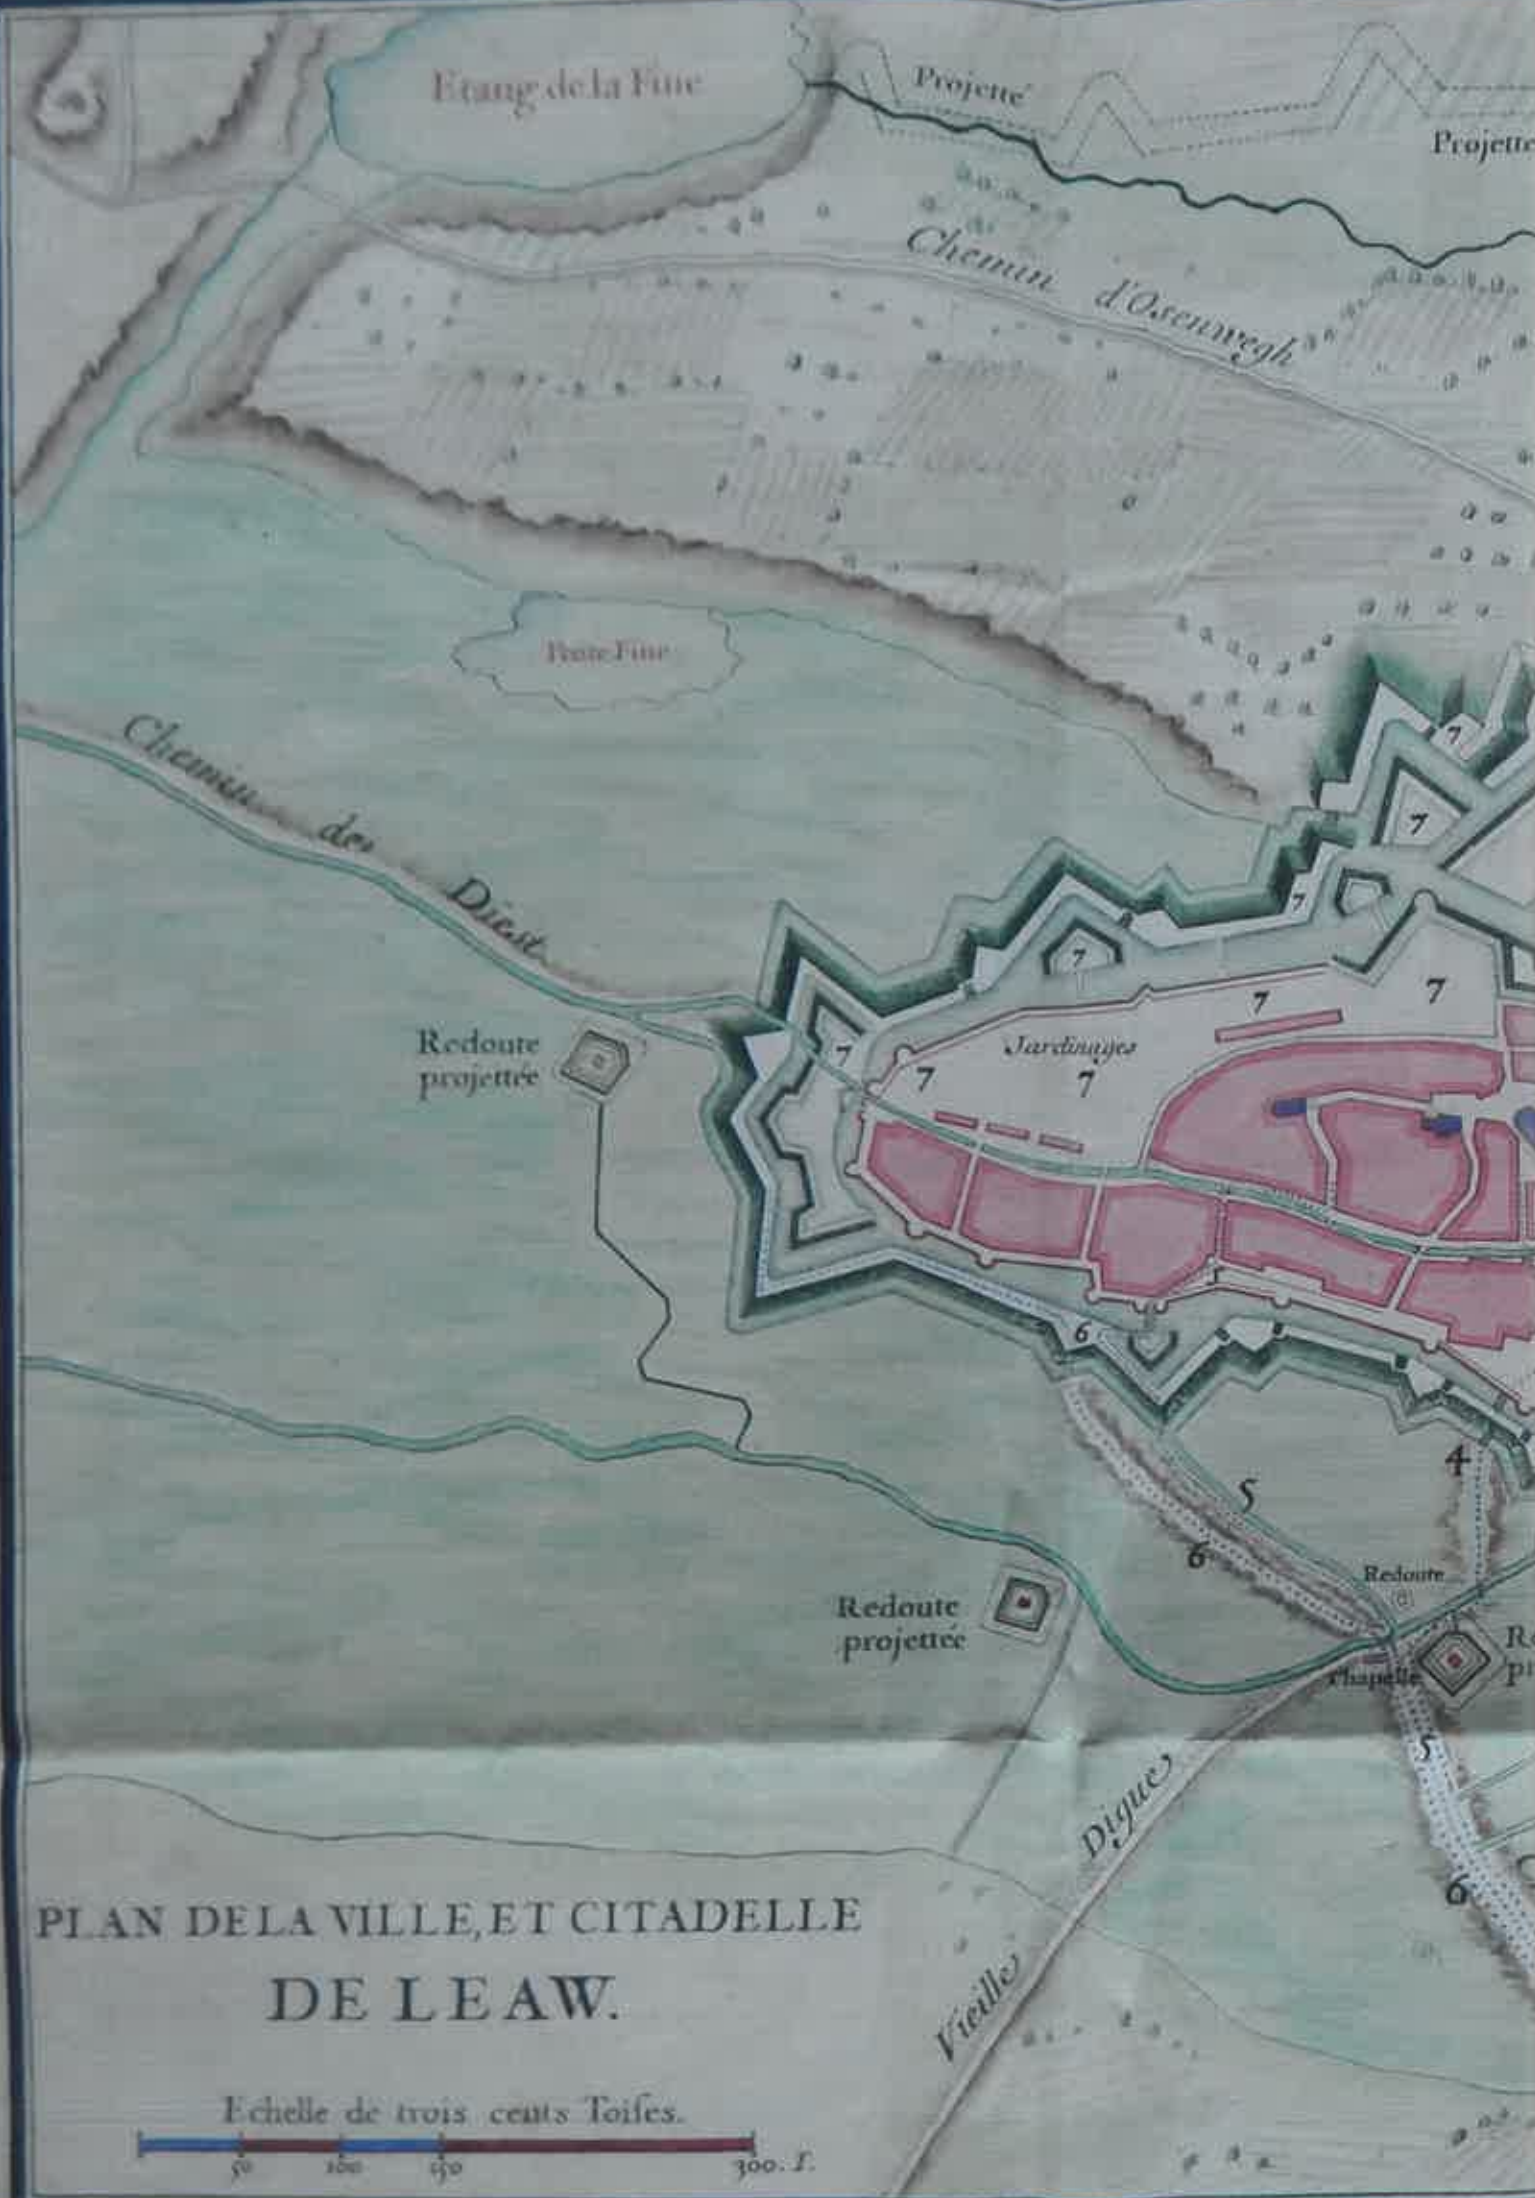 Etang de la Fine
Projetté
Projette
Chemin d'Osenwegh
Petite Fine
Chemin de Diest
7
7
7
7
7
7
7
Jardinages
7
7
Redoute
projettée
6
4
5
6
Redoute
Redoute
projettée
Chapelle
5
6
Vieille Digue
PLAN DE LA VILLE, ET CITADELLE
DE LEAW.
Echelle de trois cents Toises.
50 100 150 300. T.